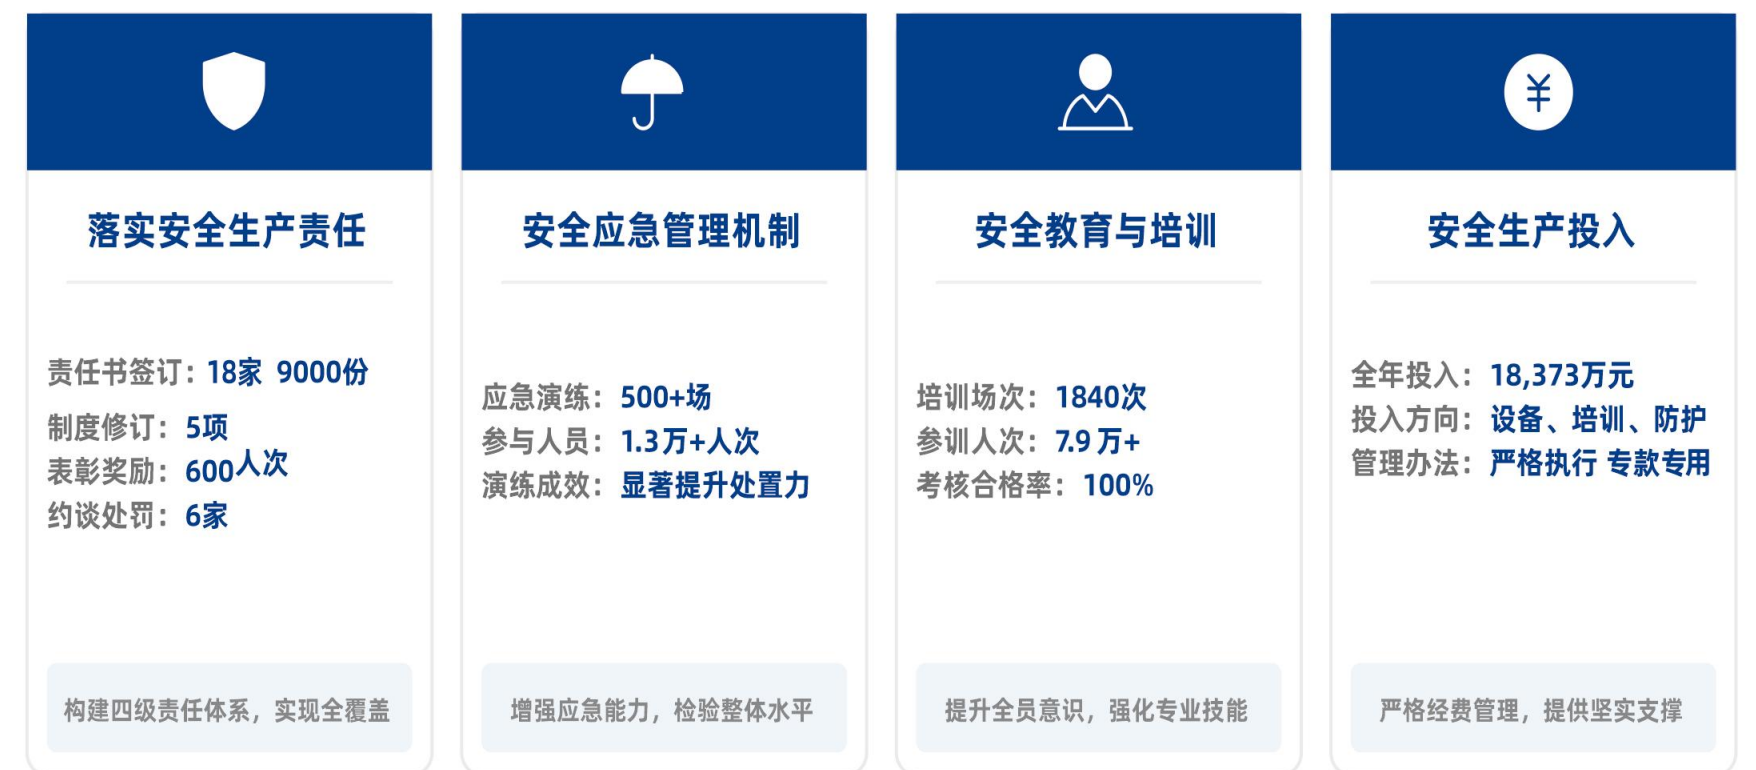 ¥
落实安全生产责任
责任书签订：18家 9000份
制度修订：5项
表彰奖励：600人次
约谈处罚：6家
构建四级责任体系，实现全覆盖
安全应急管理机制
应急演练：500+场
参与人员：1.3万+人次
演练成效：显著提升处置力
增强应急能力，检验整体水平
安全教育与培训
培训场次：1840次
参训人次：7.9万+
考核合格率：100%
提升全员意识，强化专业技能
安全生产投入
全年投入：18,373万元
投入方向：设备、培训、防护
管理办法：严格执行 专款专用
严格经费管理，提供坚实支撑